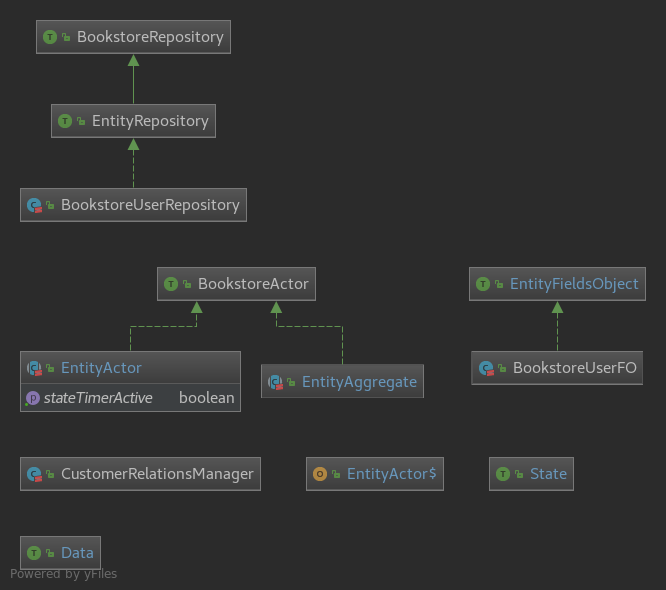 T BookstoreRepository
T EntityRepository
C BookstoreUserRepository
T BookstoreActor
T EntityFieldsObject
C EntityActor
p stateTimerActive boolean
C EntityAggregate
C BookstoreUserFO
C CustomerRelationsManager
O EntityActor$
T State
T Data
Powered by yFiles